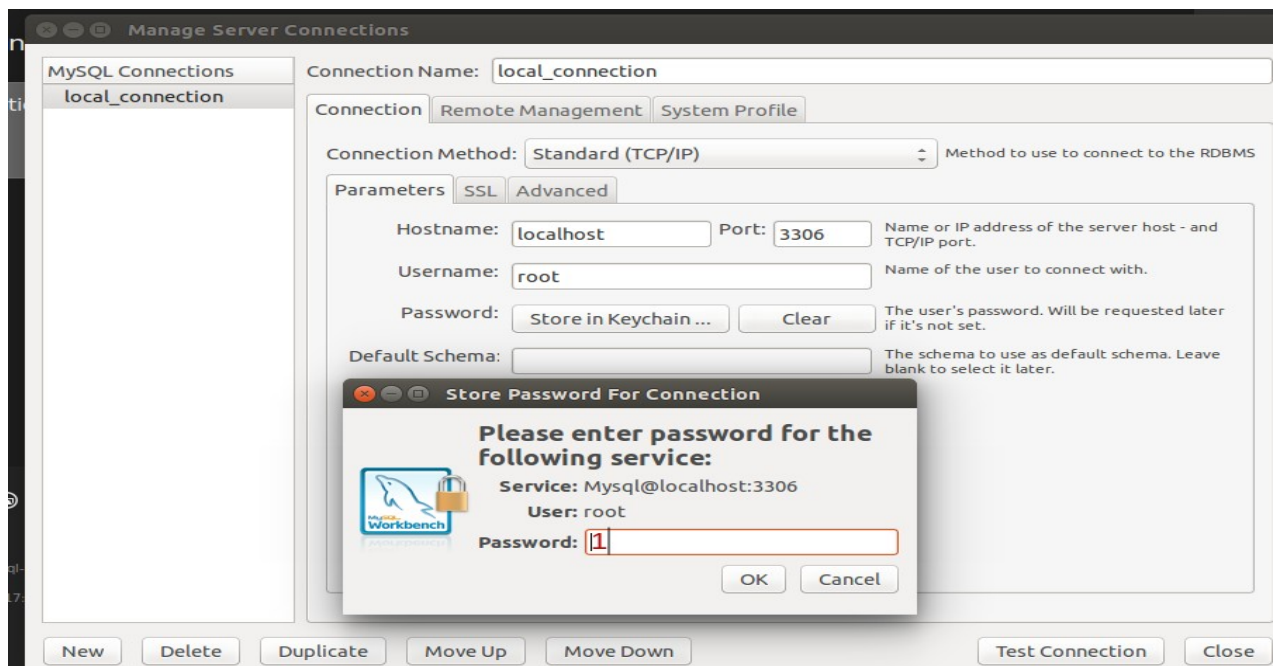 Manage Server Connections
MySQL Connections
local_connection
Connection Name: local_connection
Connection Remote Management System Profile
Connection Method: Standard (TCP/IP) Method to use to connect to the RDBMS
Parameters SSL Advanced
Hostname: localhost Port: 3306 Name or IP address of the server host - and
TCP/IP port.
Username: root Name of the user to connect with.
Password: Store in Keychain ... Clear The user's password. Will be requested later
if it's not set.
Default Schema: The schema to use as default schema. Leave
blank to select it later.
Store Password For Connection
Please enter password for the
following service:
Service: Mysql@localhost:3306
User: root
Password: 1
MySQL
Workbench
OK Cancel
New Delete Duplicate Move Up Move Down Test Connection Close